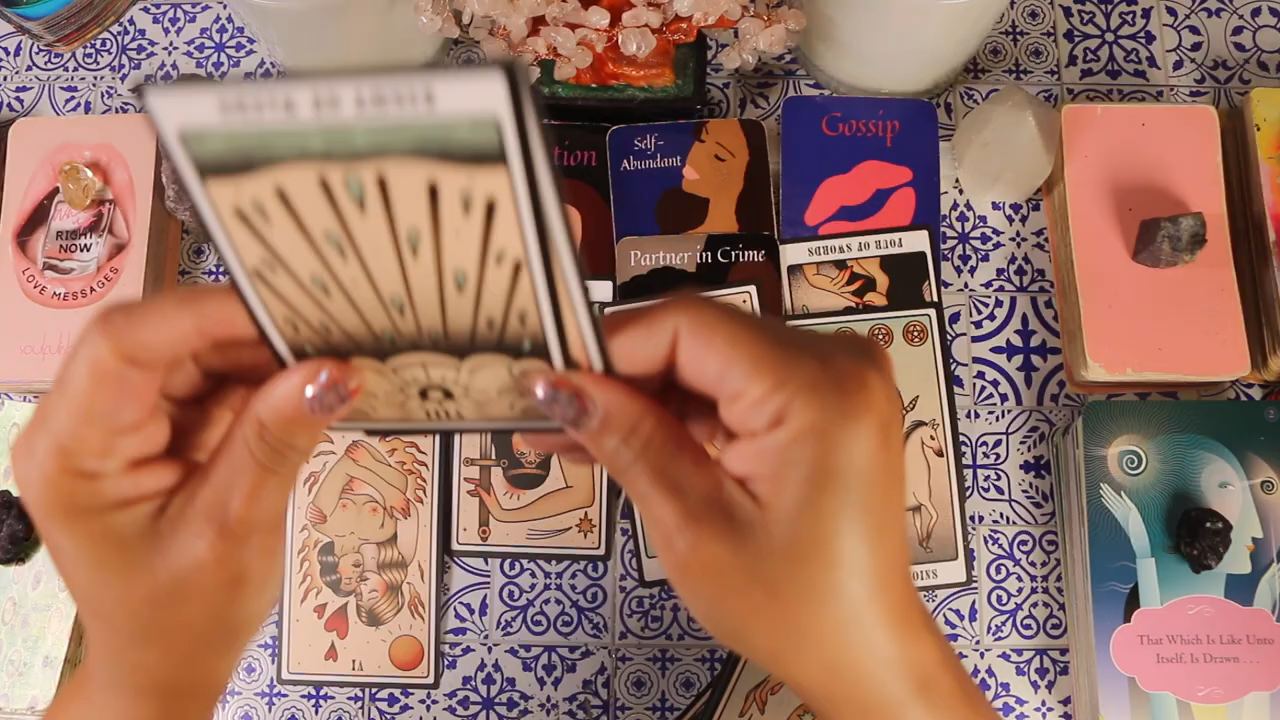 tion
Self-
Abundant
Gossip
Partner in Crime
FOUR OF SWORDS
RIGHT
NOW
LOVE MESSAGES
VI
That Which Is Like Unto
Itself, Is Drawn . . .